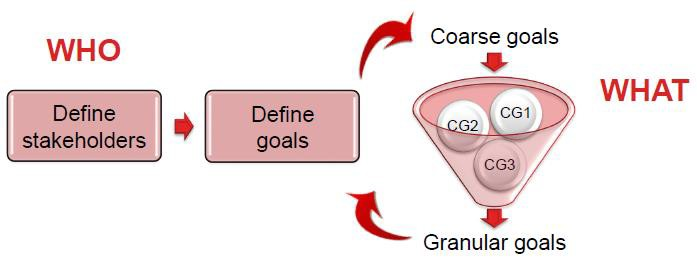 WHO
Define
stakeholders
Define
goals
Coarse goals
CG1
CG2
CG3
WHAT
Granular goals